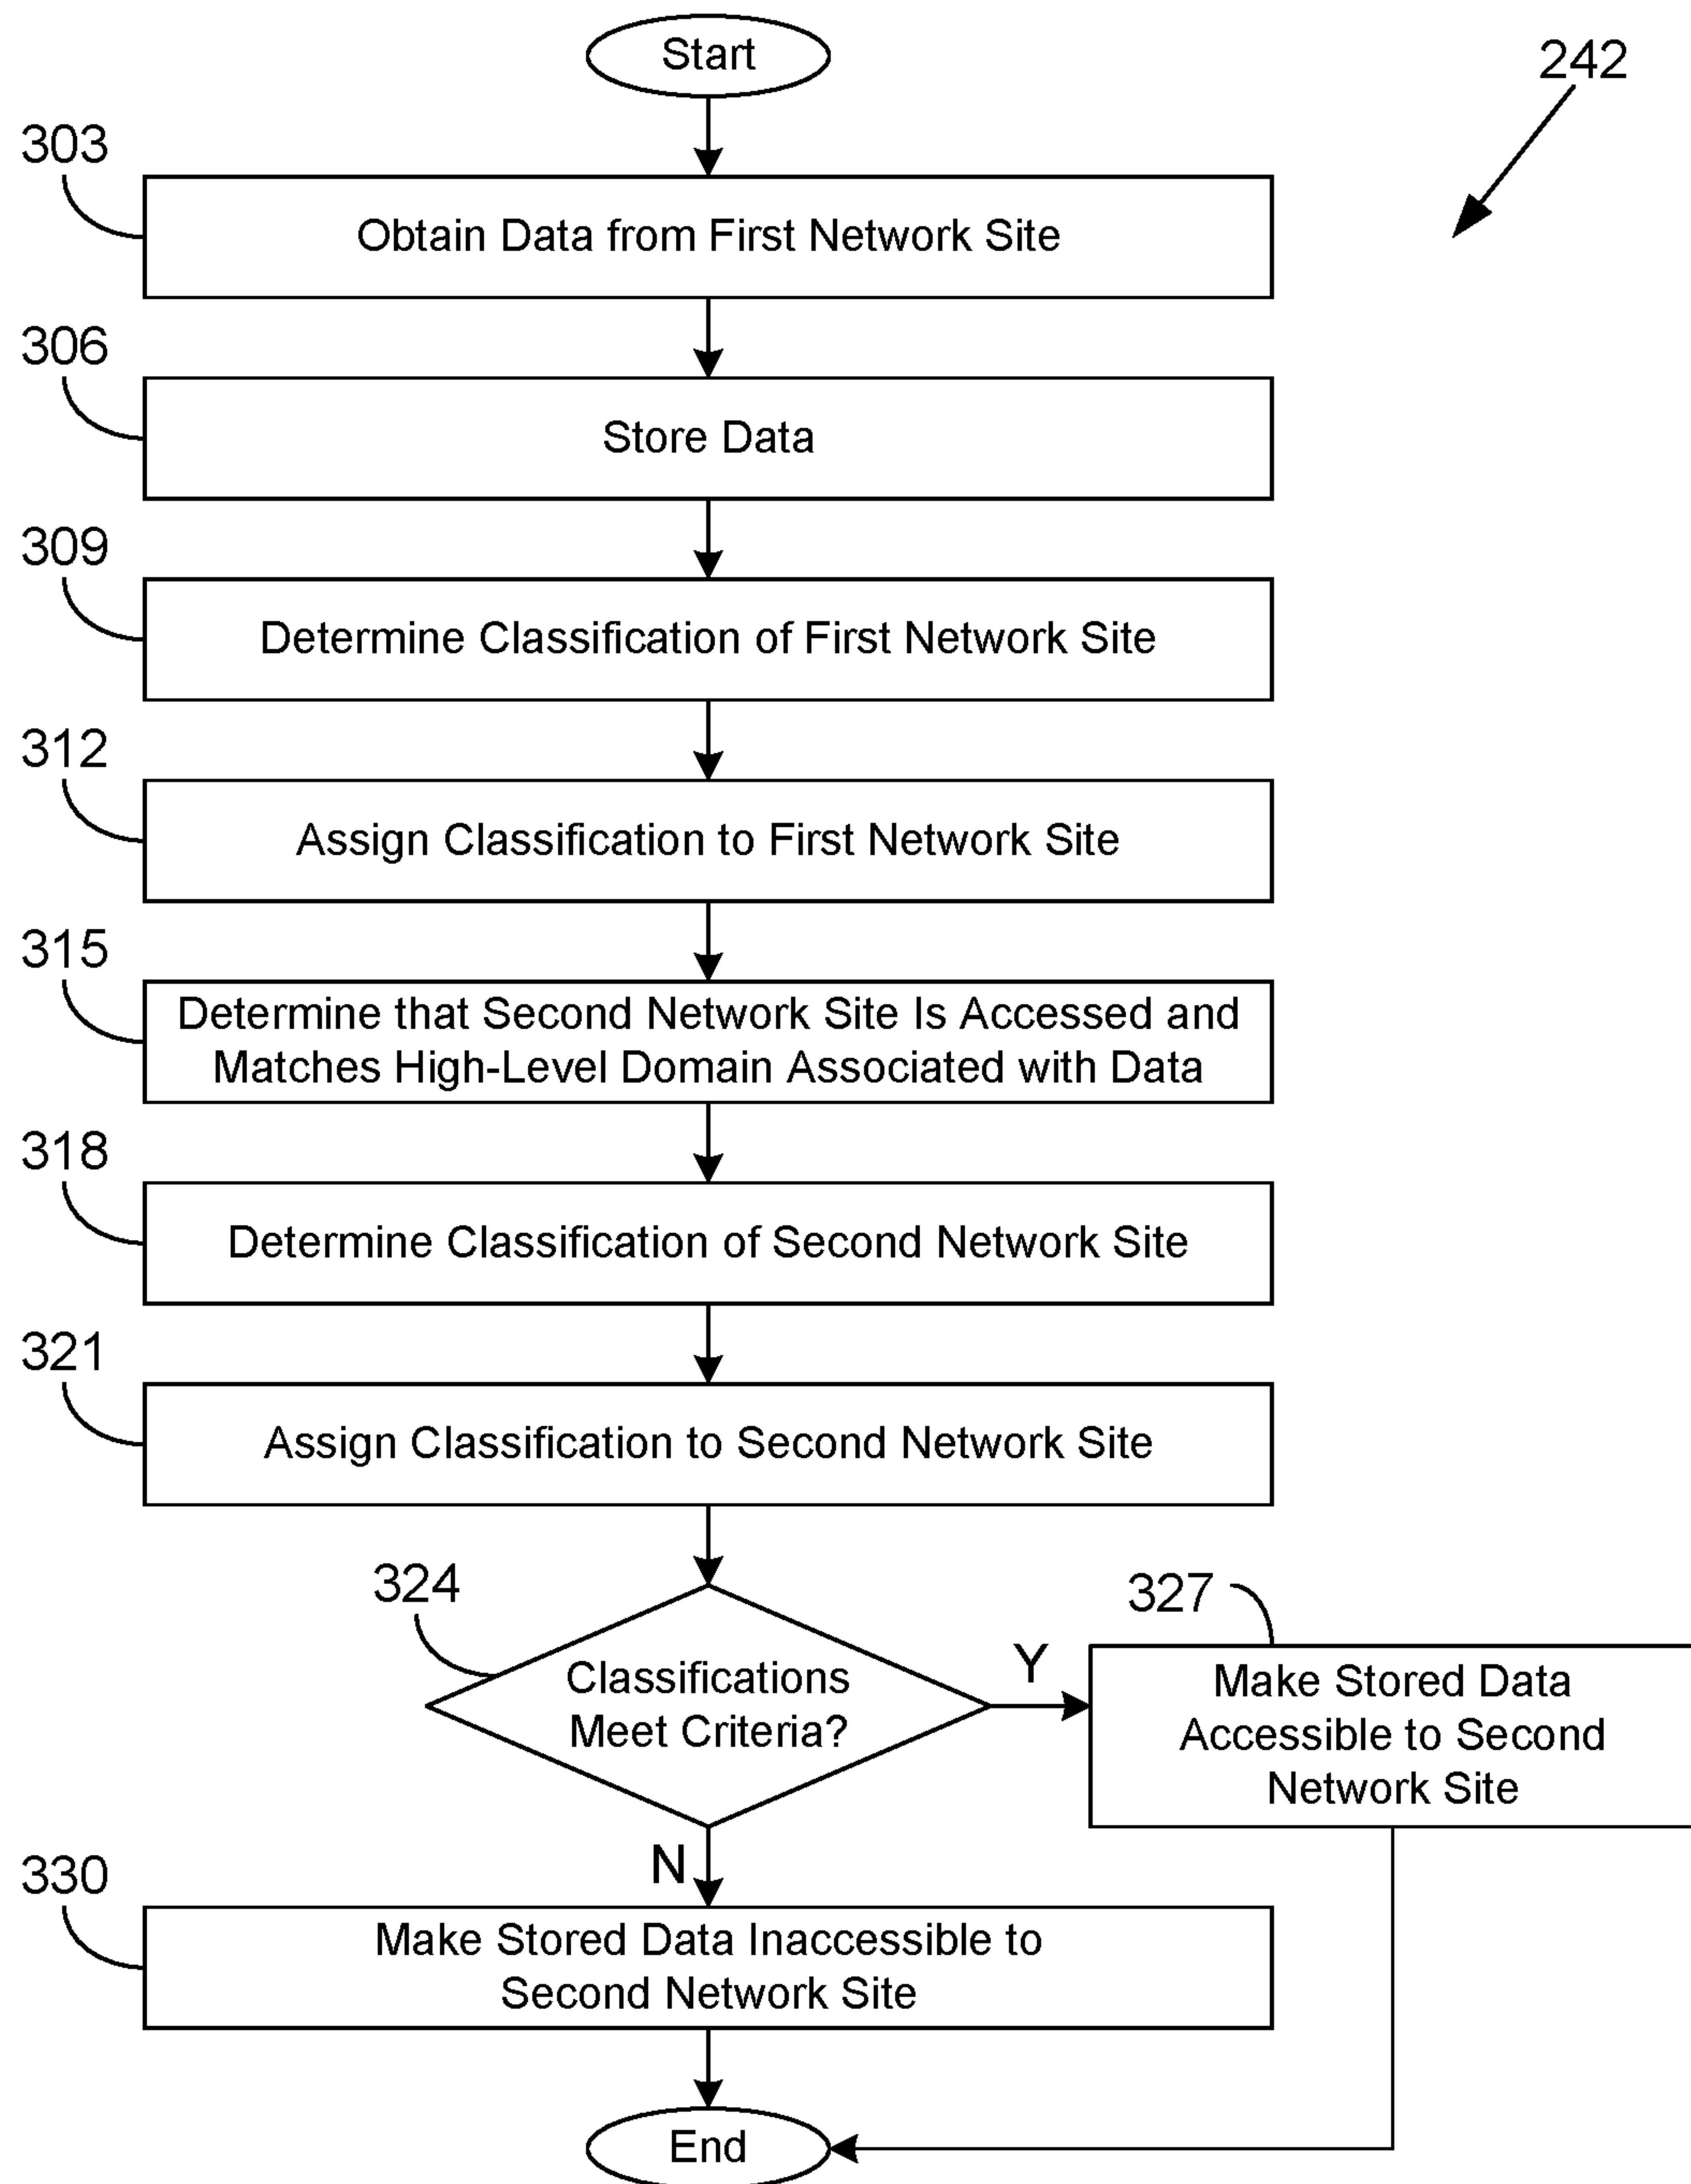 Start
242
303
Obtain Data from First Network Site
306
Store Data
309
Determine Classification of First Network Site
312
Assign Classification to First Network Site
315
Determine that Second Network Site Is Accessed and
Matches High-Level Domain Associated with Data
318
Determine Classification of Second Network Site
321
Assign Classification to Second Network Site
324
Classifications
Meet Criteria?
Y
327
Make Stored Data
Accessible to Second
Network Site
N
330
Make Stored Data Inaccessible to
Second Network Site
End